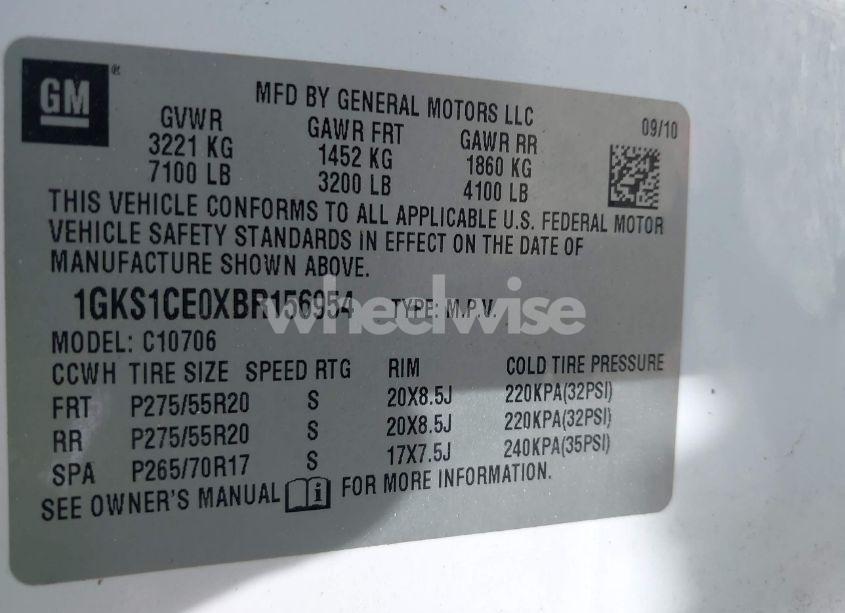 GM®
MFD BY GENERAL MOTORS LLC
09/10
GVWR GAWR FRT GAWR RR
3221 KG 1452 KG 1860 KG
7100 LB 3200 LB 4100 LB
THIS VEHICLE CONFORMS TO ALL APPLICABLE U.S. FEDERAL MOTOR
VEHICLE SAFETY STANDARDS IN EFFECT ON THE DATE OF
MANUFACTURE SHOWN ABOVE.
1GKS1CE0XBR156954 TYPE: M.P.V.
wheelwise
MODEL: C10706
CCWH TIRE SIZE SPEED RTG RIM COLD TIRE PRESSURE
FRT P275/55R20 S 20X8.5J 220KPA(32PSI)
RR P275/55R20 S 20X8.5J 220KPA(32PSI)
SPA P265/70R17 S 17X7.5J 240KPA(35PSI)
SEE OWNER'S MANUAL i FOR MORE INFORMATION.